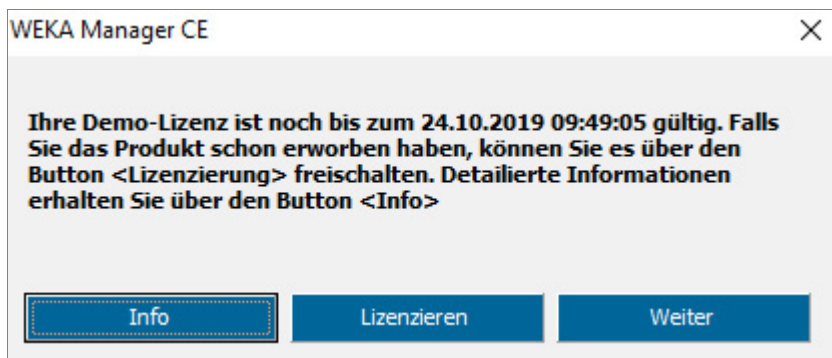 WEKA Manager CE
Ihre Demo-Lizenz ist noch bis zum 24.10.2019 09:49:05 gültig. Falls
Sie das Produkt schon erworben haben, können Sie es über den
Button <Lizenzierung> freischalten. Detailierte Informationen
erhalten Sie über den Button <Info>
Info
Lizenzieren
Weiter